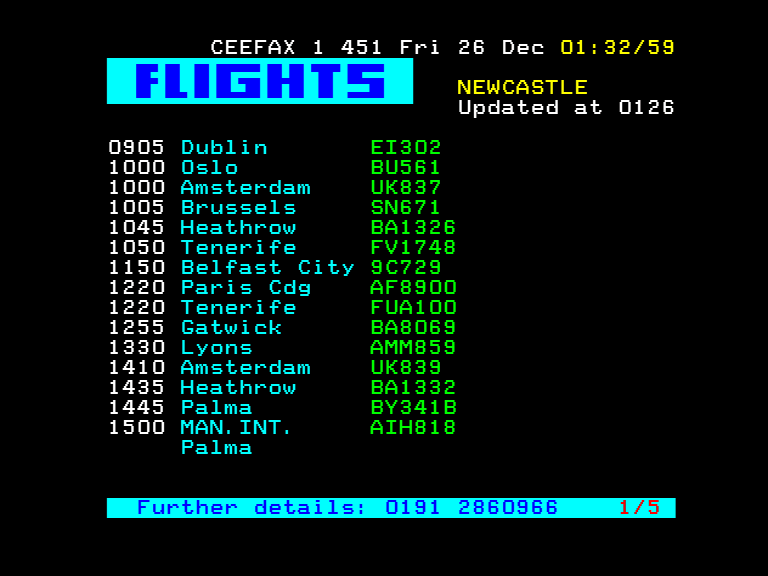 CEEFAX 1 451 Fri 26 Dec 01:32/59
FLIGHTS
NEWCASTLE
Updated at 0126
0905 Dublin EI302
1000 Oslo BU561
1000 Amsterdam UK837
1005 Brussels SN671
1045 Heathrow BA1326
1050 Tenerife FV1748
1150 Belfast City 9C729
1220 Paris Cdg AF8900
1220 Tenerife FUA100
1255 Gatwick BA8069
1330 Lyons AMM859
1410 Amsterdam UK839
1435 Heathrow BA1332
1445 Palma BY341B
1500 MAN.INT. AIH818
Palma
Further details: 0191 2860966 1/5